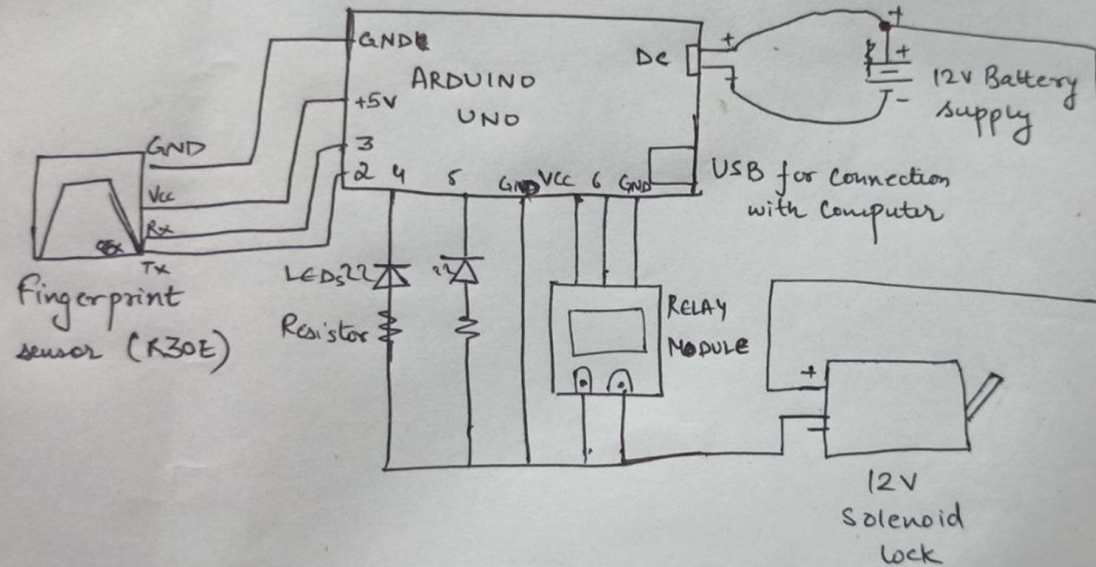 GND
ARDUINO
UNO
DC
+
+
+
-
-
12V Battery
supply
+5V
3
2
4
5
GND
VCC
6
GND
USB for connection
with computer
GND
Vcc
Rx
Tx
Fingerprint
sensor (R30E)
LEDs
Resistor
RELAY
MODULE
+
-
12V
Solenoid
lock